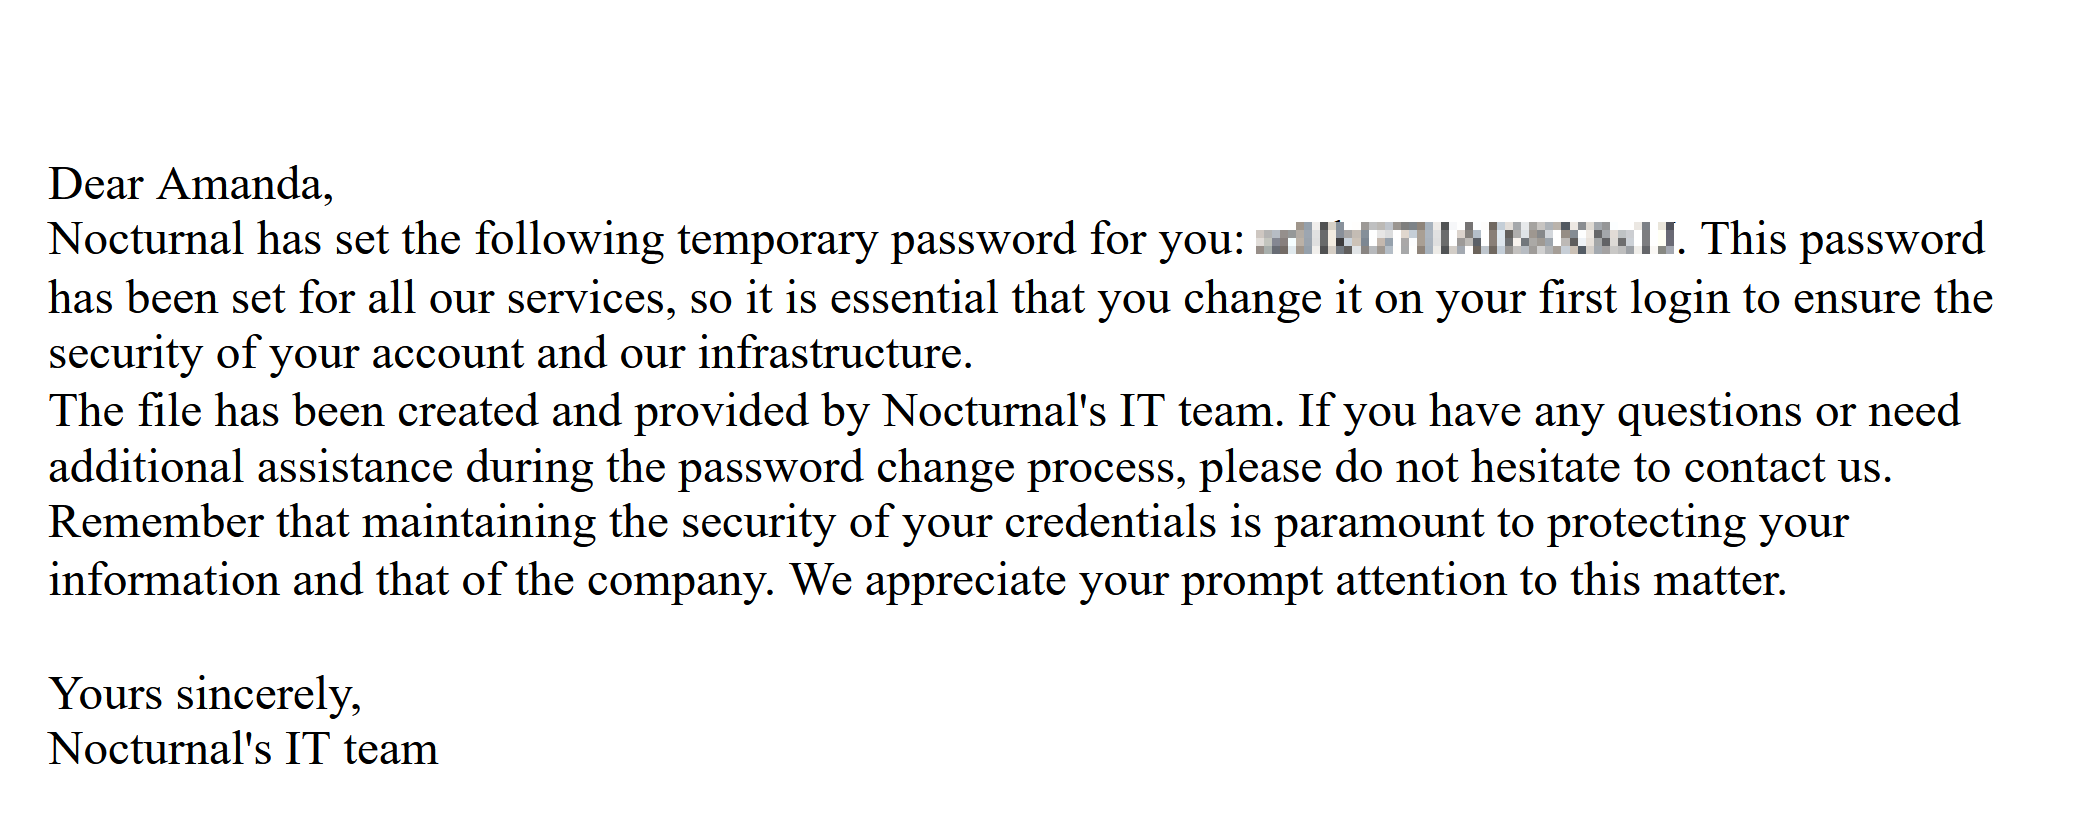 Dear Amanda,
Nocturnal has set the following temporary password for you: . This password
has been set for all our services, so it is essential that you change it on your first login to ensure the
security of your account and our infrastructure.
The file has been created and provided by Nocturnal's IT team. If you have any questions or need
additional assistance during the password change process, please do not hesitate to contact us.
Remember that maintaining the security of your credentials is paramount to protecting your
information and that of the company. We appreciate your prompt attention to this matter.
Yours sincerely,
Nocturnal's IT team